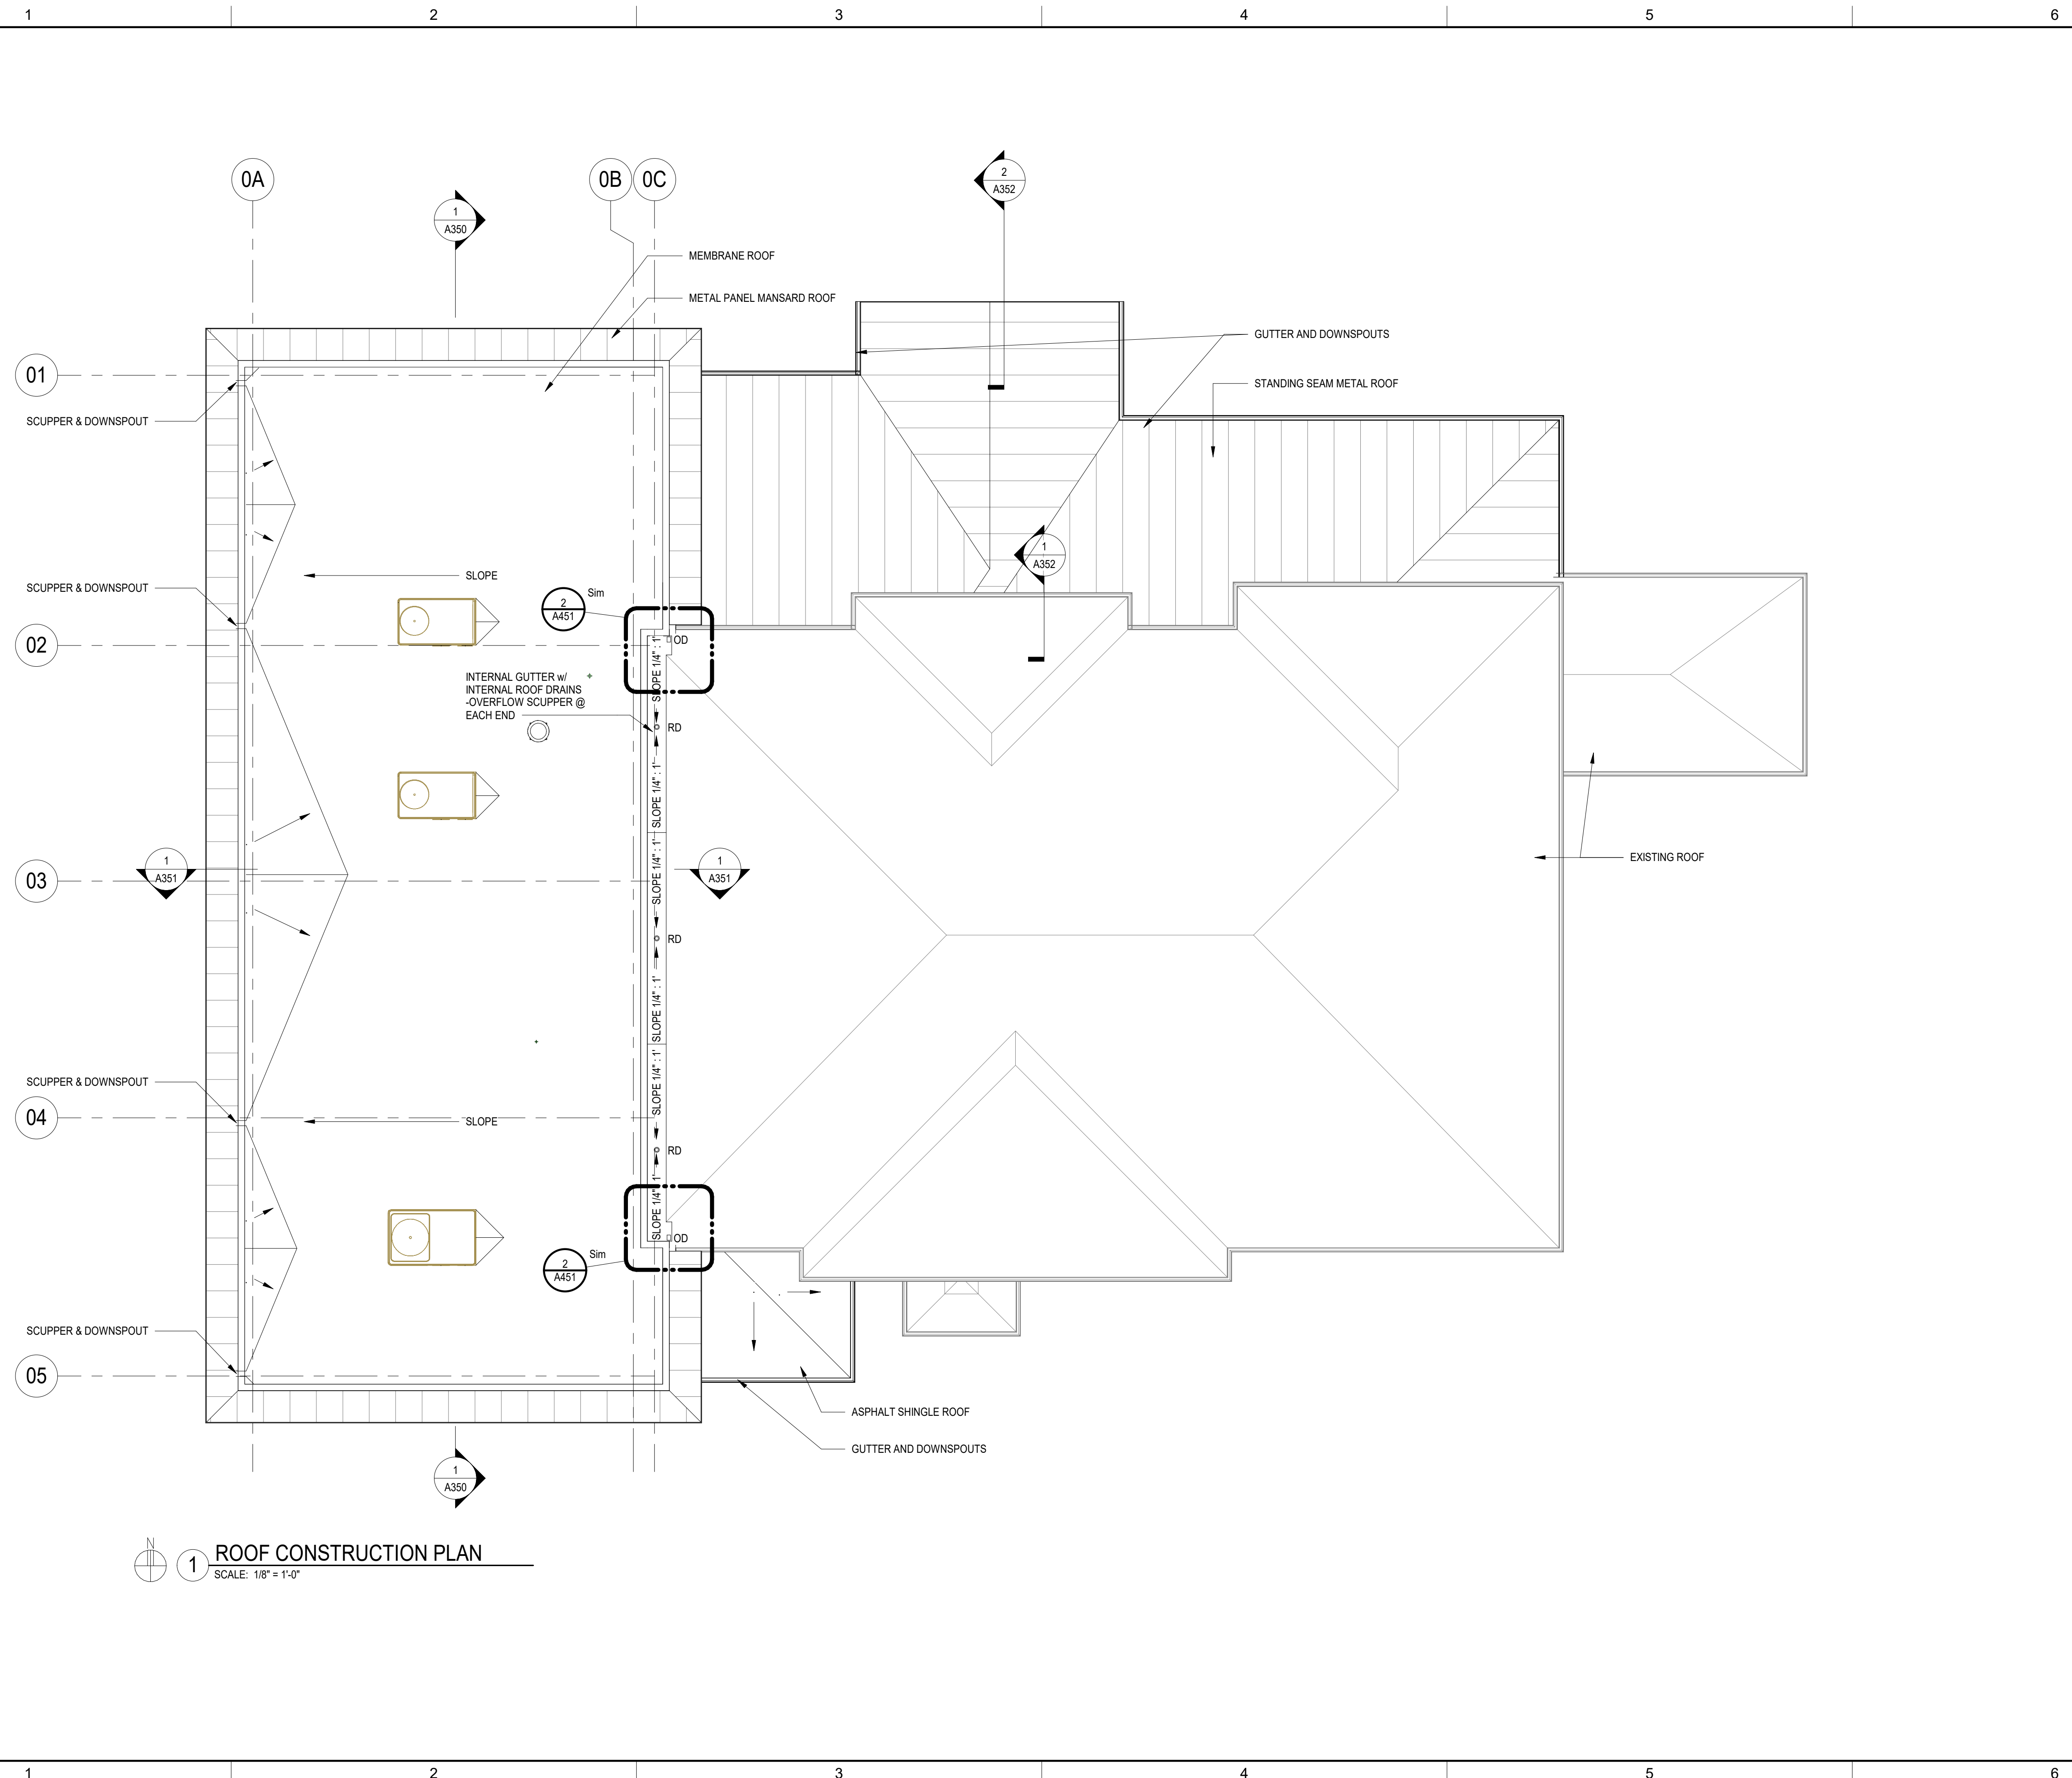 1 2 3 4 5 6
0A 0B 0C
2
A352
1
A350
MEMBRANE ROOF
METAL PANEL MANSARD ROOF
GUTTER AND DOWNSPOUTS
01
STANDING SEAM METAL ROOF
SCUPPER & DOWNSPOUT
1
A352
SLOPE
SCUPPER & DOWNSPOUT
Sim
2
A451
02
OD
SLOPE 1/4" : 1'
INTERNAL GUTTER w/
INTERNAL ROOF DRAINS
-OVERFLOW SCUPPER @
EACH END
RD
SLOPE 1/4" : 1'
SLOPE 1/4" : 1'
1
A351
1
A351
EXISTING ROOF
03
RD
SLOPE 1/4" : 1'
SLOPE 1/4" : 1'
SCUPPER & DOWNSPOUT
04
SLOPE
RD
SLOPE 1/4" : 1'
OD
Sim
2
A451
SCUPPER & DOWNSPOUT
05
ASPHALT SHINGLE ROOF
GUTTER AND DOWNSPOUTS
1
A350
N
1
ROOF CONSTRUCTION PLAN
SCALE: 1/8" = 1'-0"
1 2 3 4 5 6